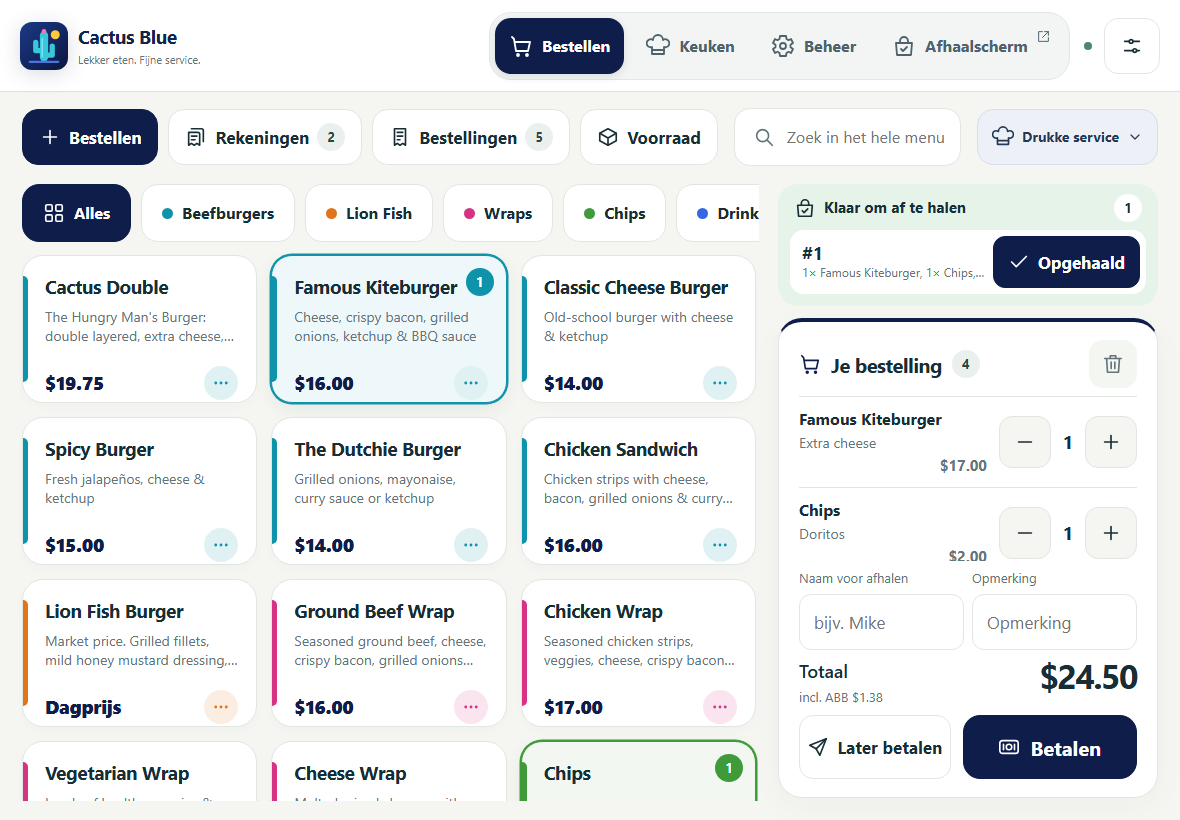 Cactus Blue
Lekker eten. Fijne service.
Bestellen
Keuken
Beheer
Afhaalscherm
Bestellen
Rekeningen 2
Bestellingen 5
Voorraad
Zoek in het hele menu
Drukke service
Alles
Beefburgers
Lion Fish
Wraps
Chips
Drink
Cactus Double
The Hungry Man's Burger:
double layered, extra cheese,...
$19.75
Famous Kiteburger 1
Cheese, crispy bacon, grilled
onions, ketchup & BBQ sauce
$16.00
Classic Cheese Burger
Old-school burger with cheese
& ketchup
$14.00
Spicy Burger
Fresh jalapeños, cheese &
ketchup
$15.00
The Dutchie Burger
Grilled onions, mayonaise,
curry sauce or ketchup
$14.00
Chicken Sandwich
Chicken strips with cheese,
bacon, grilled onions & curry...
$16.00
Lion Fish Burger
Market price. Grilled fillets,
mild honey mustard dressing,...
Dagprijs
Ground Beef Wrap
Seasoned ground beef, cheese,
crispy bacon, grilled onions...
$16.00
Chicken Wrap
Seasoned chicken strips,
veggies, cheese, crispy bacon...
$17.00
Vegetarian Wrap
Cheese Wrap
Chips 1
Klaar om af te halen 1
#1
1× Famous Kiteburger, 1× Chips,...
Opgehaald
Je bestelling 4
Famous Kiteburger
Extra cheese
$17.00
1
Chips
Doritos
$2.00
1
Naam voor afhalen
Opmerking
bijv. Mike
Opmerking
Totaal
incl. ABB $1.38
$24.50
Later betalen
Betalen